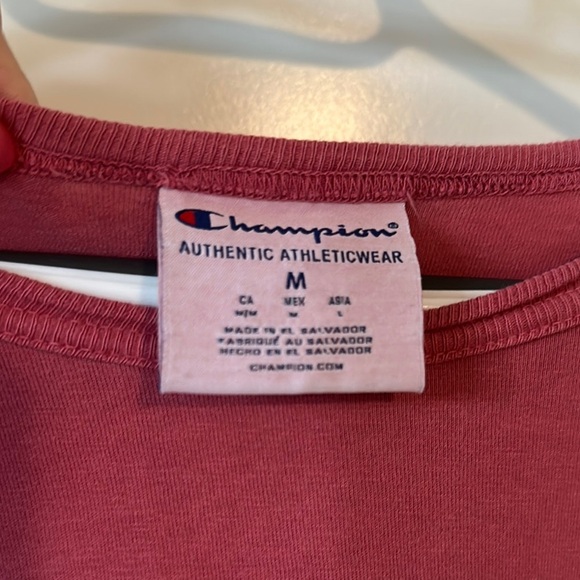 Champion®
AUTHENTIC ATHLETICWEAR
M
CA MEX ASIA
M/M M L
MADE IN EL SALVADOR
FABRIQUÉ AU SALVADOR
HECHO EN EL SALVADOR
CHAMPION.COM